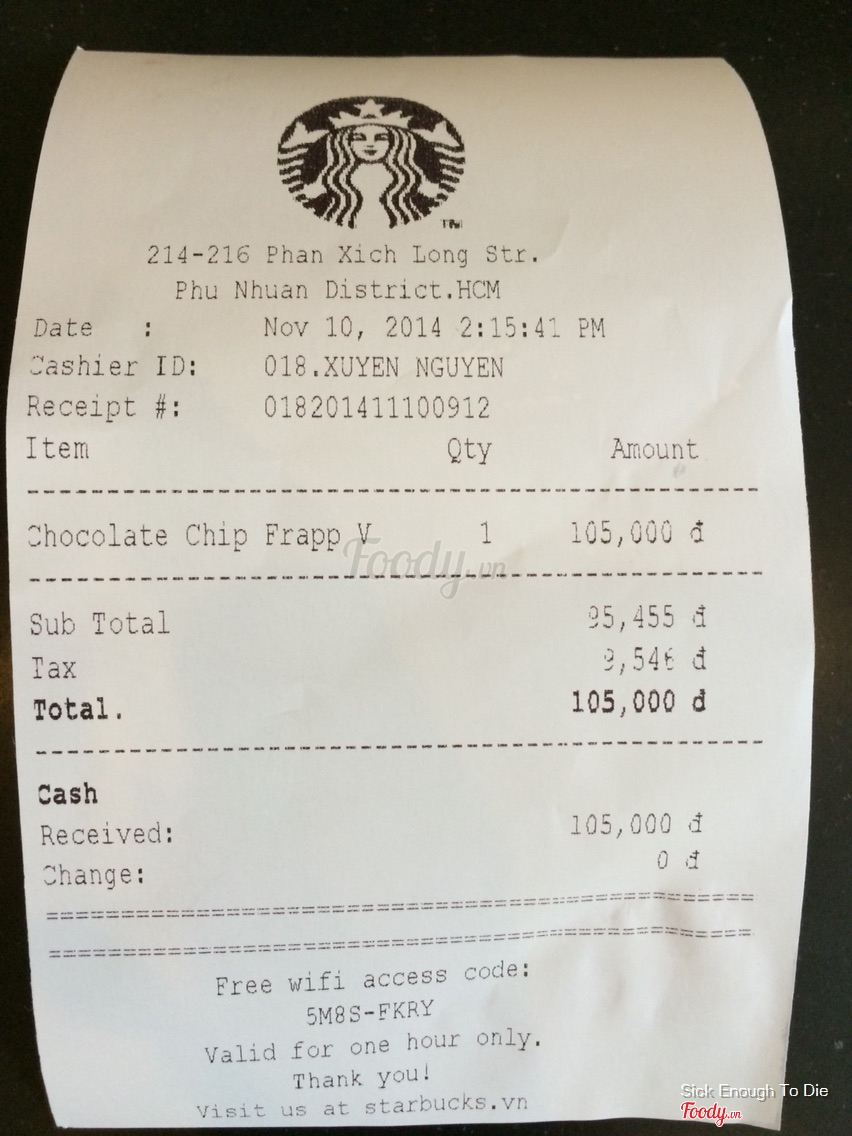 TM
214-216 Phan Xich Long Str.
Phu Nhuan District.HCM
Date : Nov 10, 2014 2:15:41 PM
Cashier ID: 018.XUYEN NGUYEN
Receipt #: 018201411100912
Item Qty Amount
Chocolate Chip Frapp V 1 105,000 đ
Foody.vn
Sub Total 95,455 đ
Tax 9,546 đ
Total. 105,000 đ
Cash
Received: 105,000 đ
Change: 0 đ
Free wifi access code:
5M8S-FKRY
Valid for one hour only.
Thank you!
Visit us at starbucks.vn
Sick Enough To Die
Foody.vn